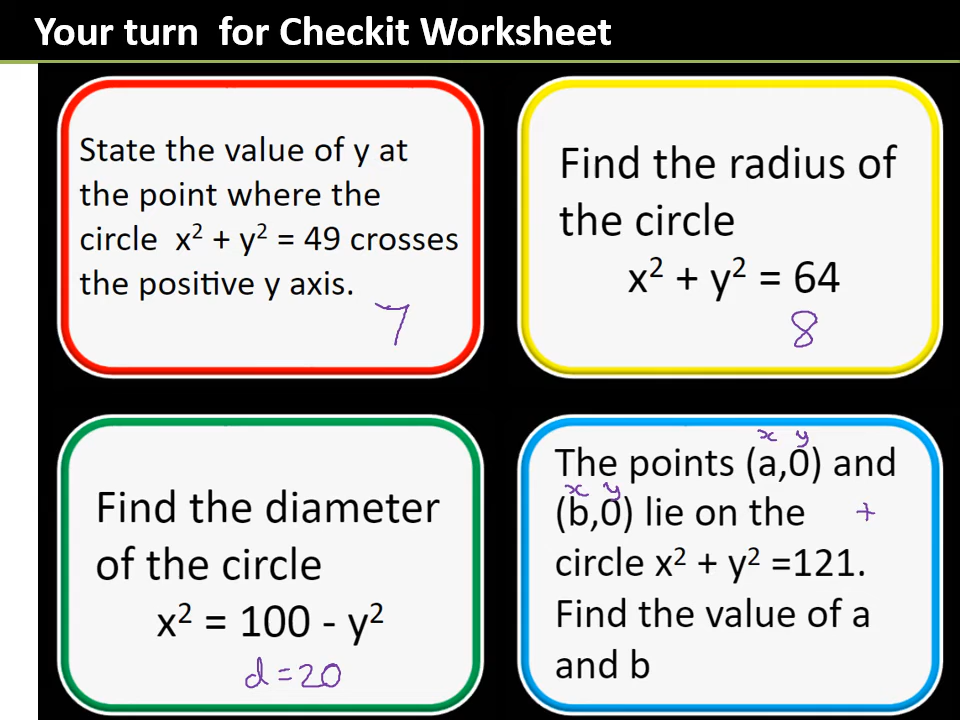 Your turn  for Checkit Worksheet
State the value of y at
the point where the
circle  x² + y² = 49 crosses
the positive y axis.
7
Find the radius of
the circle
x² + y² = 64
8
Find the diameter
of the circle
x² = 100 - y²
d = 20
x y
The points (a,0) and
x y
(b,0) lie on the +
circle x² + y² =121.
Find the value of a
and b